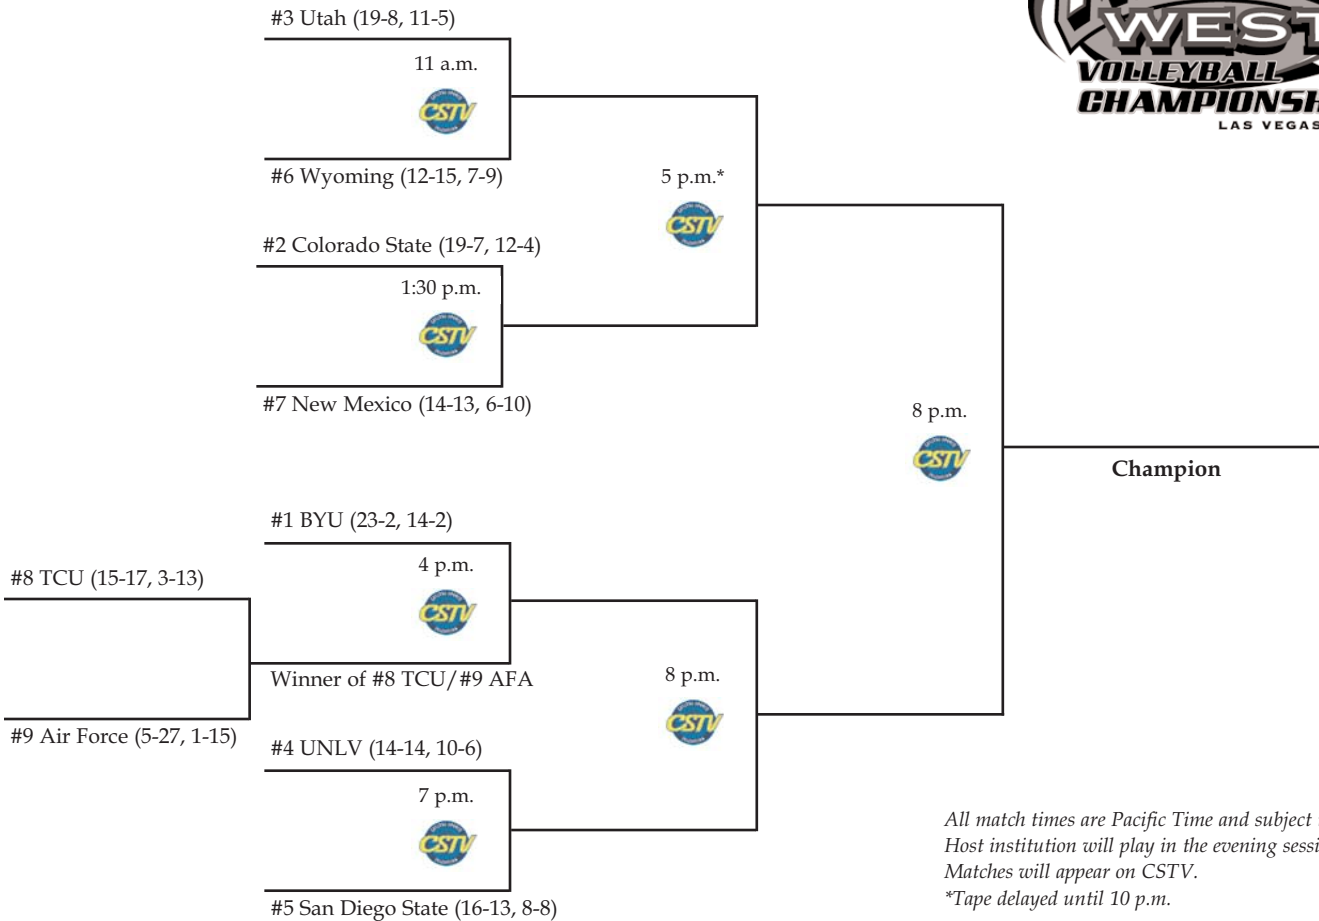 #3 Utah (19-8, 11-5)
11 a.m.
CSTV
#6 Wyoming (12-15, 7-9)
#2 Colorado State (19-7, 12-4)
1:30 p.m.
CSTV
#7 New Mexico (14-13, 6-10)
5 p.m.*
CSTV
#8 TCU (15-17, 3-13)
#9 Air Force (5-27, 1-15)
#1 BYU (23-2, 14-2)
4 p.m.
CSTV
Winner of #8 TCU/#9 AFA
#4 UNLV (14-14, 10-6)
7 p.m.
CSTV
#5 San Diego State (16-13, 8-8)
8 p.m.
CSTV
8 p.m.
CSTV
Champion
WEST
VOLLEYBALL
CHAMPIONSH
LAS VEGAS
All match times are Pacific Time and subject
Host institution will play in the evening sessi
Matches will appear on CSTV.
*Tape delayed until 10 p.m.